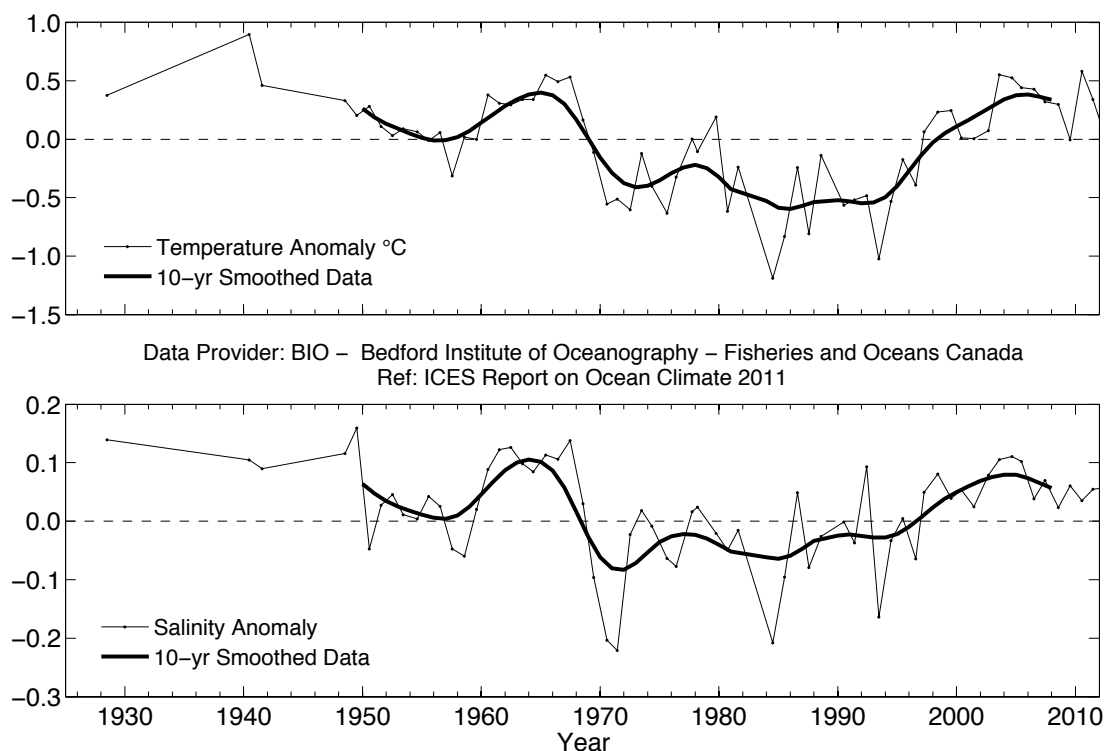 1.0
0.5
0.0
−0.5
−1.0
−1.5
Temperature Anomaly °C
10−yr Smoothed Data
Data Provider: BIO − Bedford Institute of Oceanography − Fisheries and Oceans Canada
Ref: ICES Report on Ocean Climate 2011
0.2
0.1
0.0
−0.1
−0.2
−0.3
Salinity Anomaly
10−yr Smoothed Data
1930 1940 1950 1960 1970 1980 1990 2000 2010
Year